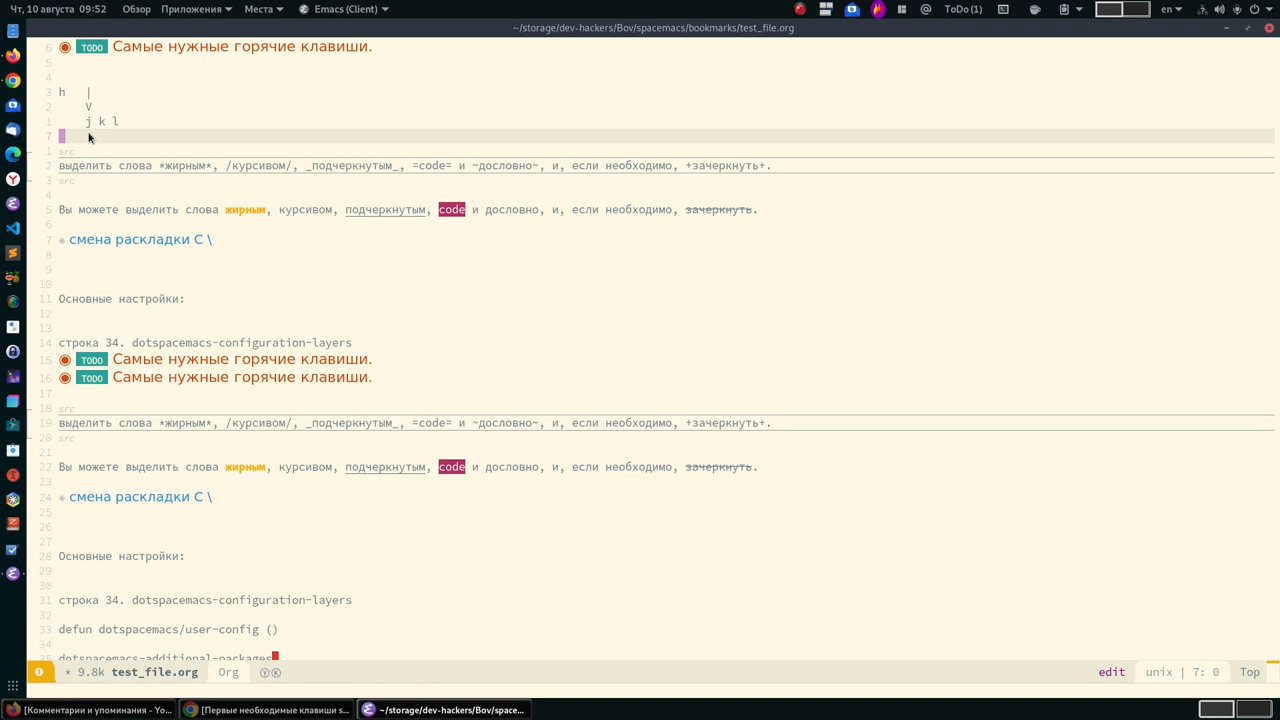 Чт, 10 августа 09:52 Обзор Приложения Места Emacs (Client) ToDo (1) en
~/storage/dev-hackers/Bov/spacemacs/bookmarks/test_file.org
6 TODO Самые нужные горячие клавиши.
5
4
3 h |
2 V
1 j k l
7
1 src
2 выделить слова *жирным*, /курсивом/, _подчеркнутым_, =code= и ~дословно~, и, если необходимо, +зачеркнуть+.
3 src
4
5 Вы можете выделить слова жирным, курсивом, подчеркнутым, code и дословно, и, если необходимо, зачеркнуть.
6
7 смена раскладки C \
8
9
10
11 Основные настройки:
12
13
14 строка 34. dotspacemacs-configuration-layers
15 TODO Самые нужные горячие клавиши.
16 TODO Самые нужные горячие клавиши.
17
18 src
19 выделить слова *жирным*, /курсивом/, _подчеркнутым_, =code= и ~дословно~, и, если необходимо, +зачеркнуть+.
20 src
21
22 Вы можете выделить слова жирным, курсивом, подчеркнутым, code и дословно, и, если необходимо, зачеркнуть.
23
24 смена раскладки C \
25
26
27
28 Основные настройки:
29
30
31 строка 34. dotspacemacs-configuration-layers
32
33 defun dotspacemacs/user-config ()
34
35 dotspacemacs-additional-packages
* 9.8k test_file.org Org ⓎⓀ edit unix | 7: 0 Top
[Комментарии и упоминания - Yo... [Первые необходимые клавиши s... ~/storage/dev-hackers/Bov/space...